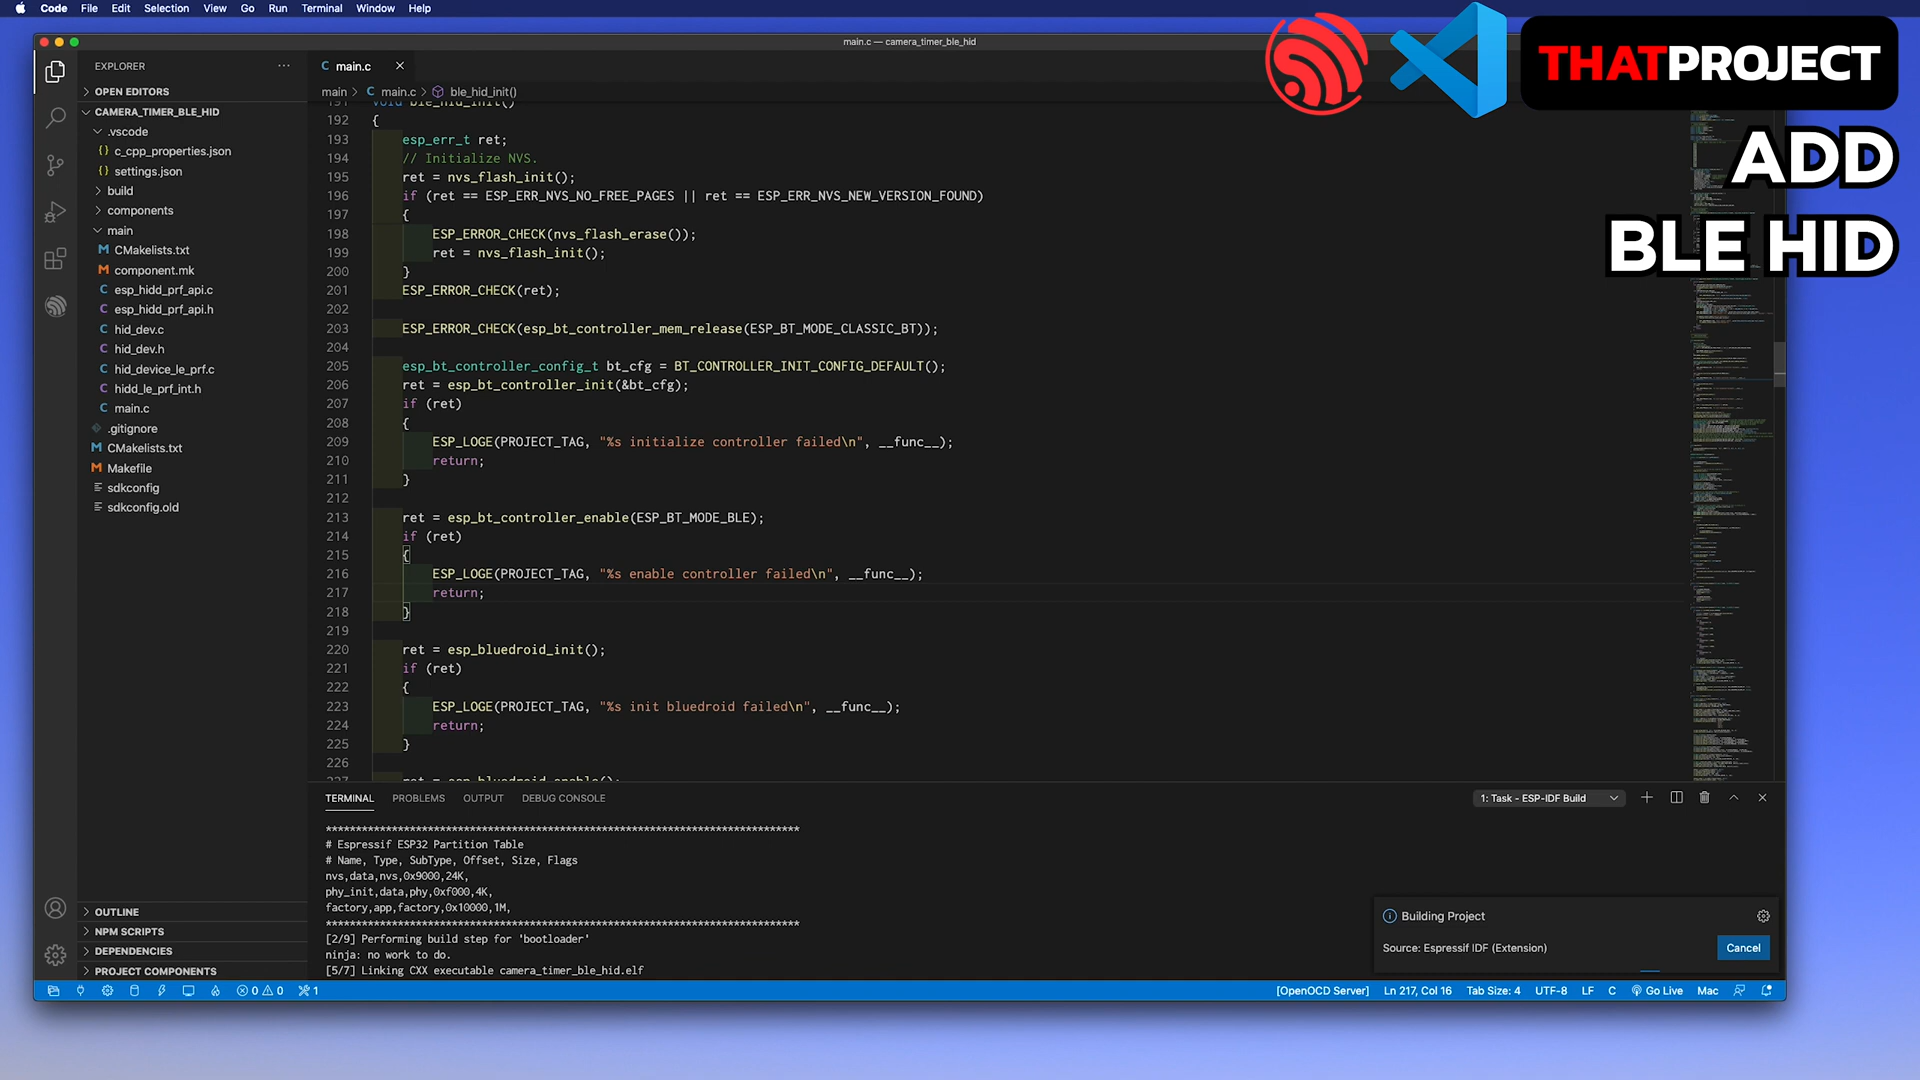 Code File Edit Selection View Go Run Terminal Window Help
main.c — camera_timer_ble_hid
THATPROJECT
ADD
BLE HID
EXPLORER
OPEN EDITORS
CAMERA_TIMER_BLE_HID
.vscode
c_cpp_properties.json
settings.json
build
components
main
CMakelists.txt
component.mk
esp_hidd_prf_api.c
esp_hidd_prf_api.h
hid_dev.c
hid_dev.h
hid_device_le_prf.c
hidd_le_prf_int.h
main.c
.gitignore
CMakelists.txt
Makefile
sdkconfig
sdkconfig.old
OUTLINE
NPM SCRIPTS
DEPENDENCIES
PROJECT COMPONENTS
main.c
main > main.c > ble_hid_init()
191 void ble_hid_init()
192 {
193 esp_err_t ret;
194 // Initialize NVS.
195 ret = nvs_flash_init();
196 if (ret == ESP_ERR_NVS_NO_FREE_PAGES || ret == ESP_ERR_NVS_NEW_VERSION_FOUND)
197 {
198 ESP_ERROR_CHECK(nvs_flash_erase());
199 ret = nvs_flash_init();
200 }
201 ESP_ERROR_CHECK(ret);
202
203 ESP_ERROR_CHECK(esp_bt_controller_mem_release(ESP_BT_MODE_CLASSIC_BT));
204
205 esp_bt_controller_config_t bt_cfg = BT_CONTROLLER_INIT_CONFIG_DEFAULT();
206 ret = esp_bt_controller_init(&bt_cfg);
207 if (ret)
208 {
209 ESP_LOGE(PROJECT_TAG, "%s initialize controller failed\n", __func__);
210 return;
211 }
212
213 ret = esp_bt_controller_enable(ESP_BT_MODE_BLE);
214 if (ret)
215 {
216 ESP_LOGE(PROJECT_TAG, "%s enable controller failed\n", __func__);
217 return;
218 }
219
220 ret = esp_bluedroid_init();
221 if (ret)
222 {
223 ESP_LOGE(PROJECT_TAG, "%s init bluedroid failed\n", __func__);
224 return;
225 }
226
227 ret = esp_bluedroid_enable();
TERMINAL PROBLEMS OUTPUT DEBUG CONSOLE 1: Task - ESP-IDF Build
*******************************************************************************
# Espressif ESP32 Partition Table
# Name, Type, SubType, Offset, Size, Flags
nvs,data,nvs,0x9000,24K,
phy_init,data,phy,0xf000,4K,
factory,app,factory,0x10000,1M,
*******************************************************************************
[2/9] Performing build step for 'bootloader'
ninja: no work to do.
[5/7] Linking CXX executable camera_timer_ble_hid.elf
Building Project
Source: Espressif IDF (Extension)
Cancel
0 0 1 [OpenOCD Server] Ln 217, Col 16 Tab Size: 4 UTF-8 LF C Go Live Mac